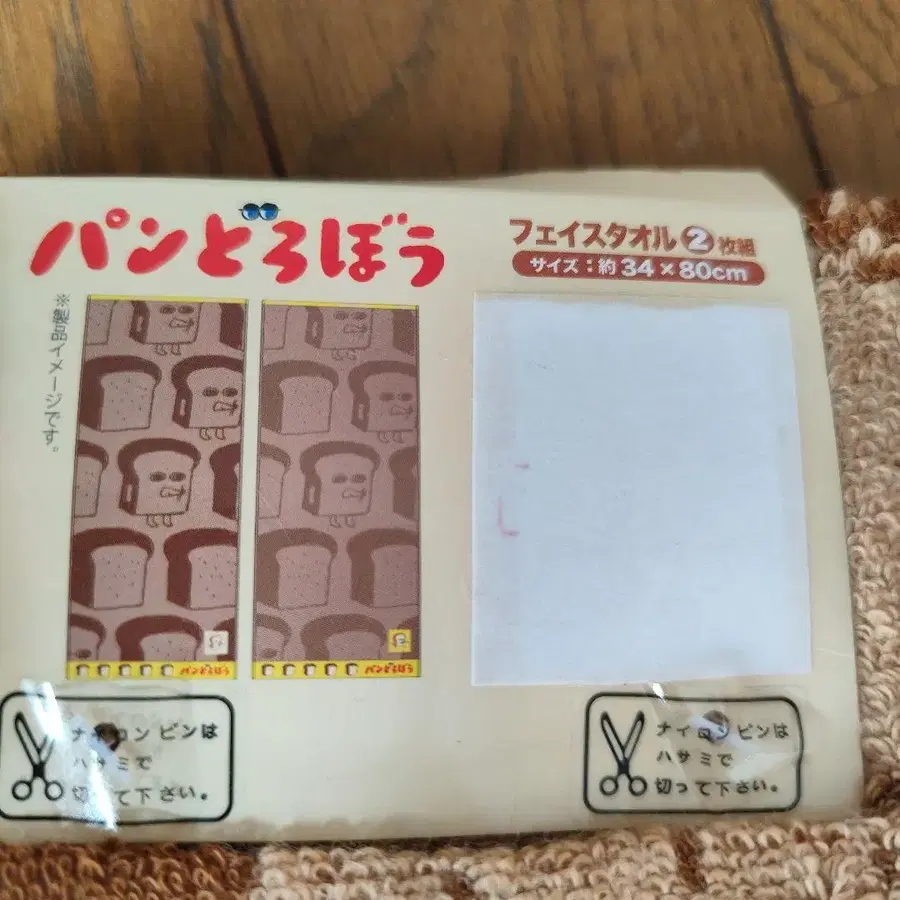 パンどろぼう
フェイスタオル2枚組
サイズ：約34×80cm
※製品イメージです。
パンどろぼう
パンどろぼう
ナイロンピンは
ハサミで
切って下さい。
ナイロンピンは
ハサミで
切って下さい。